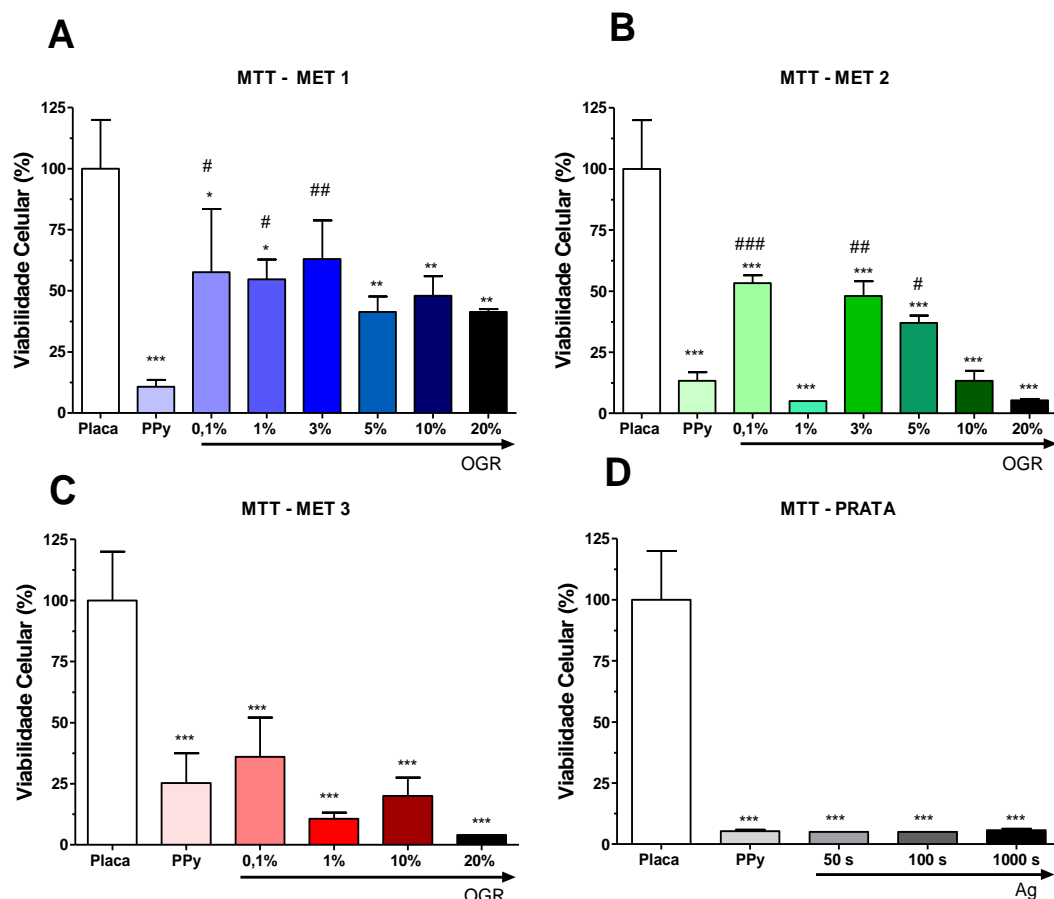 A
MTT - MET 1
Viabilidade Celular (%)
125
100
75
50
25
0
***
#
*
#
*
##
**
**
**
Placa PPy 0,1% 1% 3% 5% 10% 20%
OGR
B
MTT - MET 2
Viabilidade Celular (%)
125
100
75
50
25
0
***
###
***
***
##
***
#
***
***
***
Placa PPy 0,1% 1% 3% 5% 10% 20%
OGR
C
MTT - MET 3
Viabilidade Celular (%)
125
100
75
50
25
0
***
***
***
***
***
Placa PPy 0,1% 1% 10% 20%
OGR
D
MTT - PRATA
Viabilidade Celular (%)
125
100
75
50
25
0
***
***
***
***
Placa PPy 50 s 100 s 1000 s
Ag